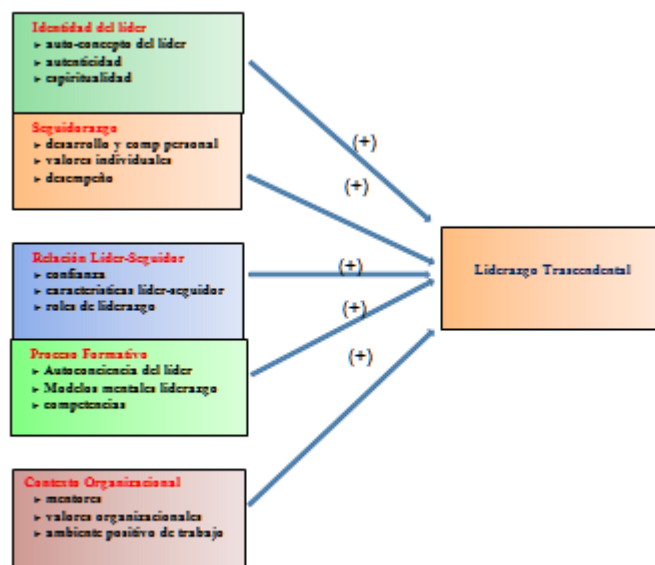 Identidad del líder
▸ auto-concepto del líder
▸ autenticidad
▸ espiritualidad
Seguidorazgo
▸ desarrollo y comp personal
▸ valores individuales
▸ desempeño
Relación Líder-Seguidor
▸ confianza
▸ características líder-seguidor
▸ roles de liderazgo
Proceso Formativo
▸ Autoconciencia del líder
▸ Modelos mentales liderazgo
▸ competencias
Contexto Organizacional
▸ mentores
▸ valores organizacionales
▸ ambiente positivo de trabajo
(+)
(+)
(+)
(+)
(+)
Liderazgo Trascendental